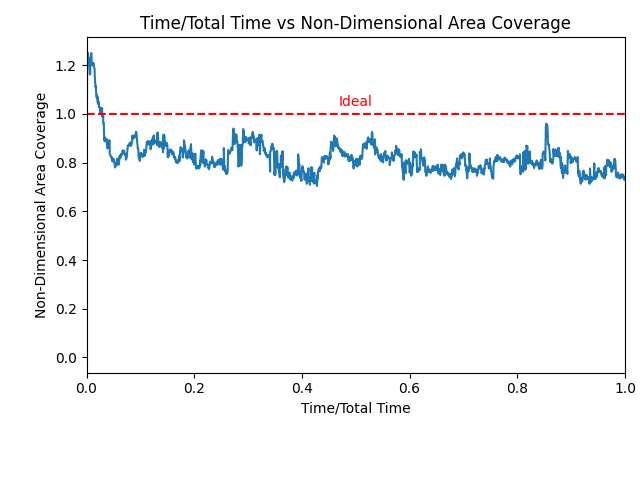 Time/Total Time vs Non-Dimensional Area Coverage
Non-Dimensional Area Coverage
1.2
1.0
0.8
0.6
0.4
0.2
0.0
Ideal
0.0 0.2 0.4 0.6 0.8 1.0
Time/Total Time